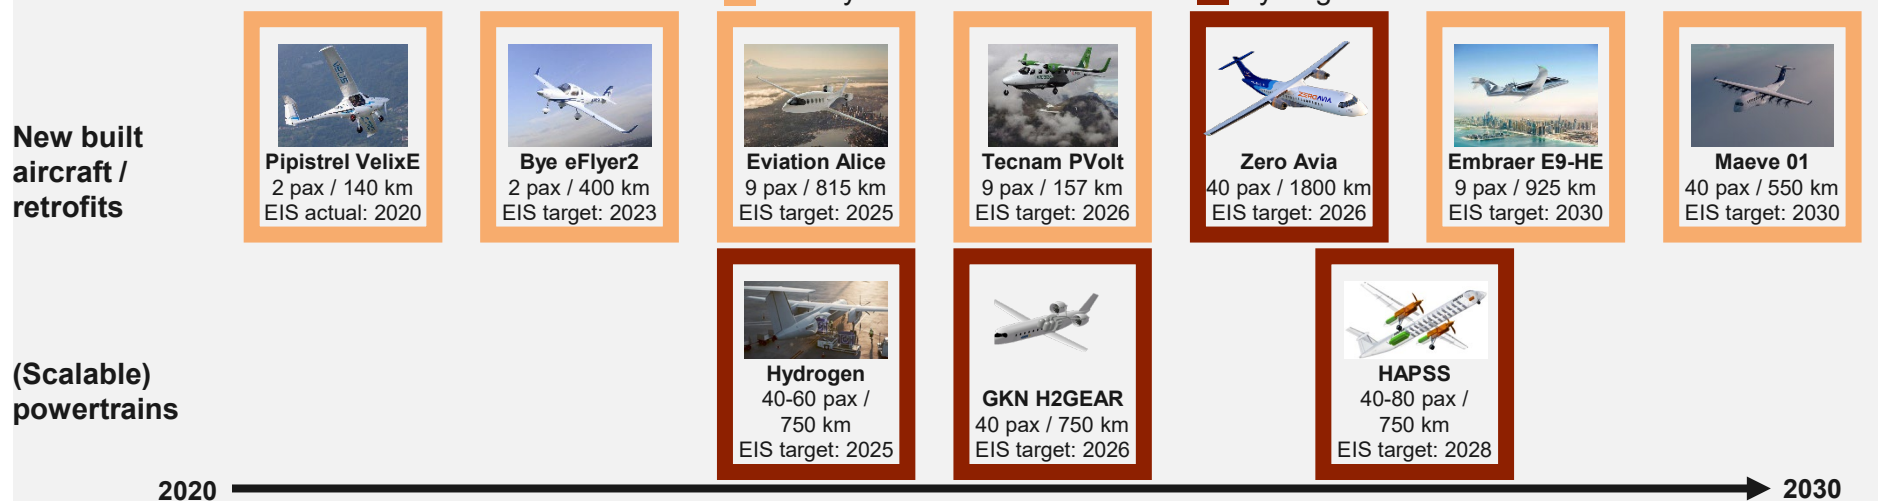 New built
aircraft /
retrofits
Pipistrel VelixE
2 pax / 140 km
EIS actual: 2020
Bye eFlyer2
2 pax / 400 km
EIS target: 2023
Eviation Alice
9 pax / 815 km
EIS target: 2025
Tecnam PVolt
9 pax / 157 km
EIS target: 2026
ZEROAVIA
Zero Avia
40 pax / 1800 km
EIS target: 2026
Embraer E9-HE
9 pax / 925 km
EIS target: 2030
Maeve 01
40 pax / 550 km
EIS target: 2030
(Scalable)
powertrains
Hydrogen
40-60 pax /
750 km
EIS target: 2025
GKN H2GEAR
40 pax / 750 km
EIS target: 2026
HAPSS
40-80 pax /
750 km
EIS target: 2028
2020
2030